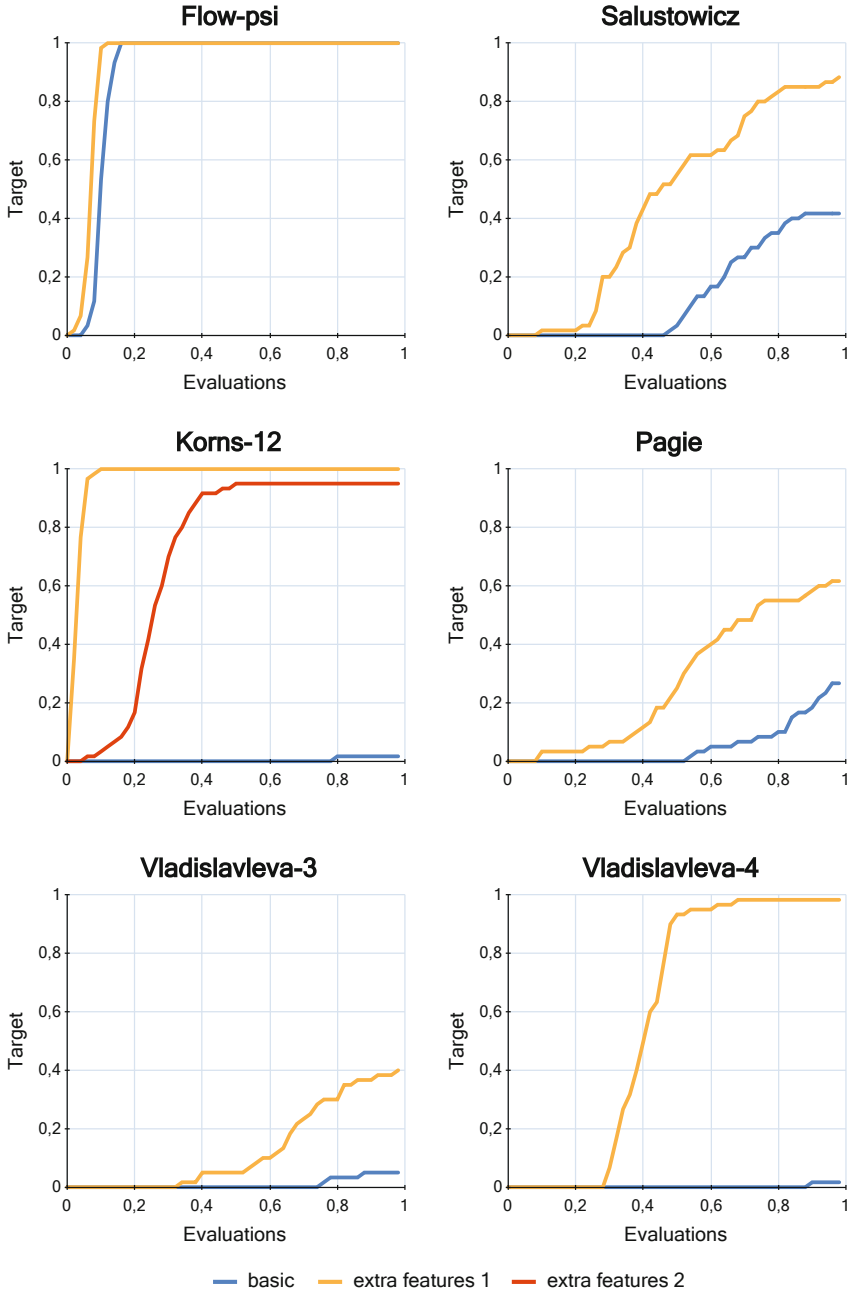 Flow-psi
1
0,8
0,6
0,4
0,2
0
Target
0 0,2 0,4 0,6 0,8 1
Evaluations
Salustowicz
1
0,8
0,6
0,4
0,2
0
Target
0 0,2 0,4 0,6 0,8 1
Evaluations
Korns-12
1
0,8
0,6
0,4
0,2
0
Target
0 0,2 0,4 0,6 0,8 1
Evaluations
Pagie
1
0,8
0,6
0,4
0,2
0
Target
0 0,2 0,4 0,6 0,8 1
Evaluations
Vladislavleva-3
1
0,8
0,6
0,4
0,2
0
Target
0 0,2 0,4 0,6 0,8 1
Evaluations
Vladislavleva-4
1
0,8
0,6
0,4
0,2
0
Target
0 0,2 0,4 0,6 0,8 1
Evaluations
basic extra features 1 extra features 2